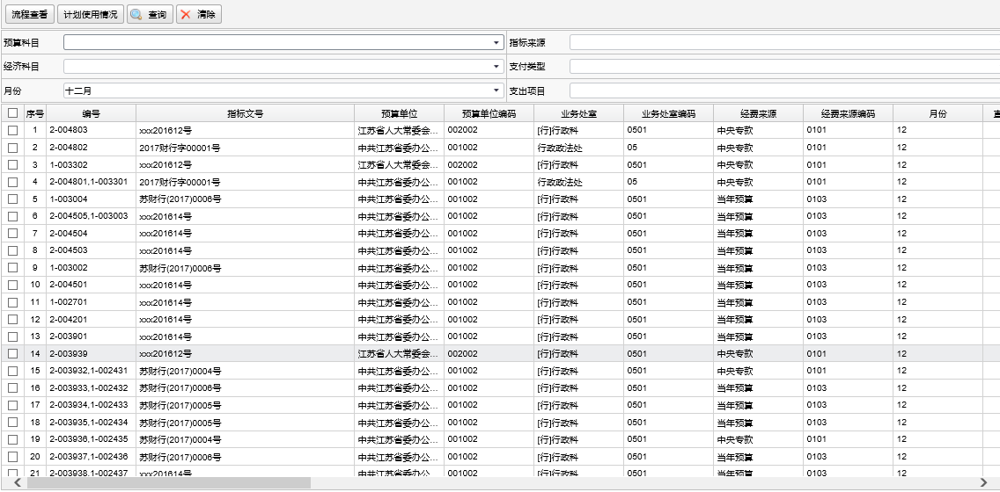 流程查看 计划使用情况 查询 清除
预算科目 指标来源
经济科目 支付类型
月份 十二月 支出项目
序号 编号 指标文号 预算单位 预算单位编码 业务处室 业务处室编码 经费来源 经费来源编码 月份
1 2-004803 xxx201612号 江苏省人大常委会... 002002 [行]行政科 0501 中央专款 0101 12
2 2-004802 2017财行字00001号 中共江苏省委办公... 001002 行政政法处 05 中央专款 0101 12
3 1-003302 xxx201612号 江苏省人大常委会... 002002 [行]行政科 0501 中央专款 0101 12
4 2-004801,1-003301 2017财行字00001号 中共江苏省委办公... 001002 行政政法处 05 中央专款 0101 12
5 1-003004 苏财行(2017)0006号 中共江苏省委办公... 001002 [行]行政科 0501 当年预算 0103 12
6 2-004505,1-003003 xxx201614号 中共江苏省委办公... 001002 [行]行政科 0501 当年预算 0103 12
7 2-004504 xxx201614号 中共江苏省委办公... 001002 [行]行政科 0501 当年预算 0103 12
8 2-004503 xxx201614号 中共江苏省委办公... 001002 [行]行政科 0501 当年预算 0103 12
9 1-003002 苏财行(2017)0006号 中共江苏省委办公... 001002 [行]行政科 0501 当年预算 0103 12
10 2-004501 xxx201614号 中共江苏省委办公... 001002 [行]行政科 0501 当年预算 0103 12
11 1-002701 xxx201614号 中共江苏省委办公... 001002 [行]行政科 0501 当年预算 0103 12
12 2-004201 xxx201614号 中共江苏省委办公... 001002 [行]行政科 0501 当年预算 0103 12
13 2-003901 xxx201614号 中共江苏省委办公... 001002 [行]行政科 0501 当年预算 0103 12
14 2-003939 xxx201612号 江苏省人大常委会... 002002 [行]行政科 0501 中央专款 0101 12
15 2-003932,1-002431 苏财行(2017)0004号 中共江苏省委办公... 001002 [行]行政科 0501 中央专款 0101 12
16 2-003933,1-002432 苏财行(2017)0006号 中共江苏省委办公... 001002 [行]行政科 0501 当年预算 0103 12
17 2-003934,1-002433 苏财行(2017)0005号 中共江苏省委办公... 001002 [行]行政科 0501 当年预算 0103 12
18 2-003935,1-002434 苏财行(2017)0005号 中共江苏省委办公... 001002 [行]行政科 0501 当年预算 0103 12
19 2-003936,1-002435 苏财行(2017)0004号 中共江苏省委办公... 001002 [行]行政科 0501 中央专款 0101 12
20 2-003937,1-002436 苏财行(2017)0006号 中共江苏省委办公... 001002 [行]行政科 0501 当年预算 0103 12
21 2-003938,1-002437 xxx201614号 中共江苏省委办公... 001002 [行]行政科 0501 当年预算 0103 12